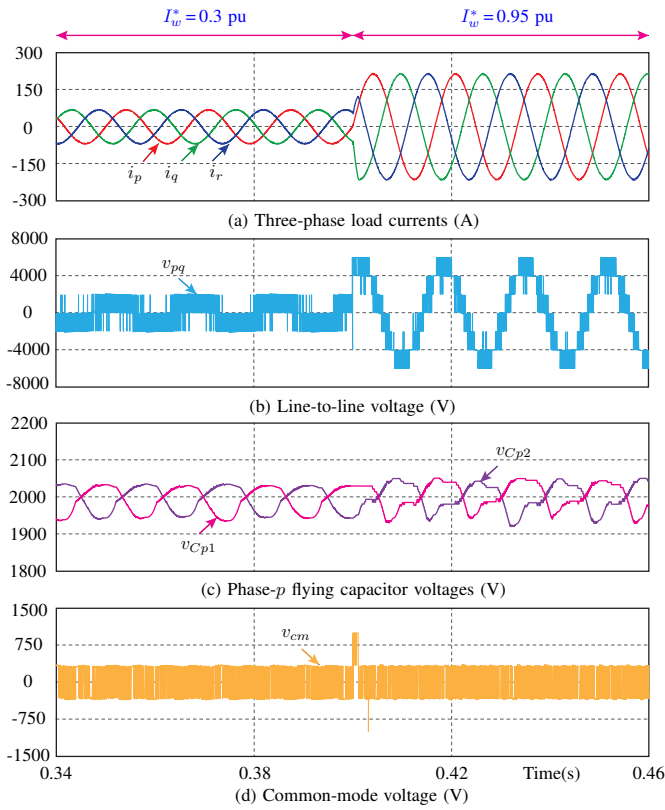 I*w = 0.3 pu I*w = 0.95 pu
300
150
0
-150
-300
ip iq ir
(a) Three-phase load currents (A)
8000
4000
0
-4000
8000
vpq
(b) Line-to-line voltage (V)
2200
2100
2000
1900
1800
vCp2
vCp1
(c) Phase-p flying capacitor voltages (V)
1500
750
0
-750
-1500
vcm
0.34 0.38 0.42 Time(s) 0.46
(d) Common-mode voltage (V)